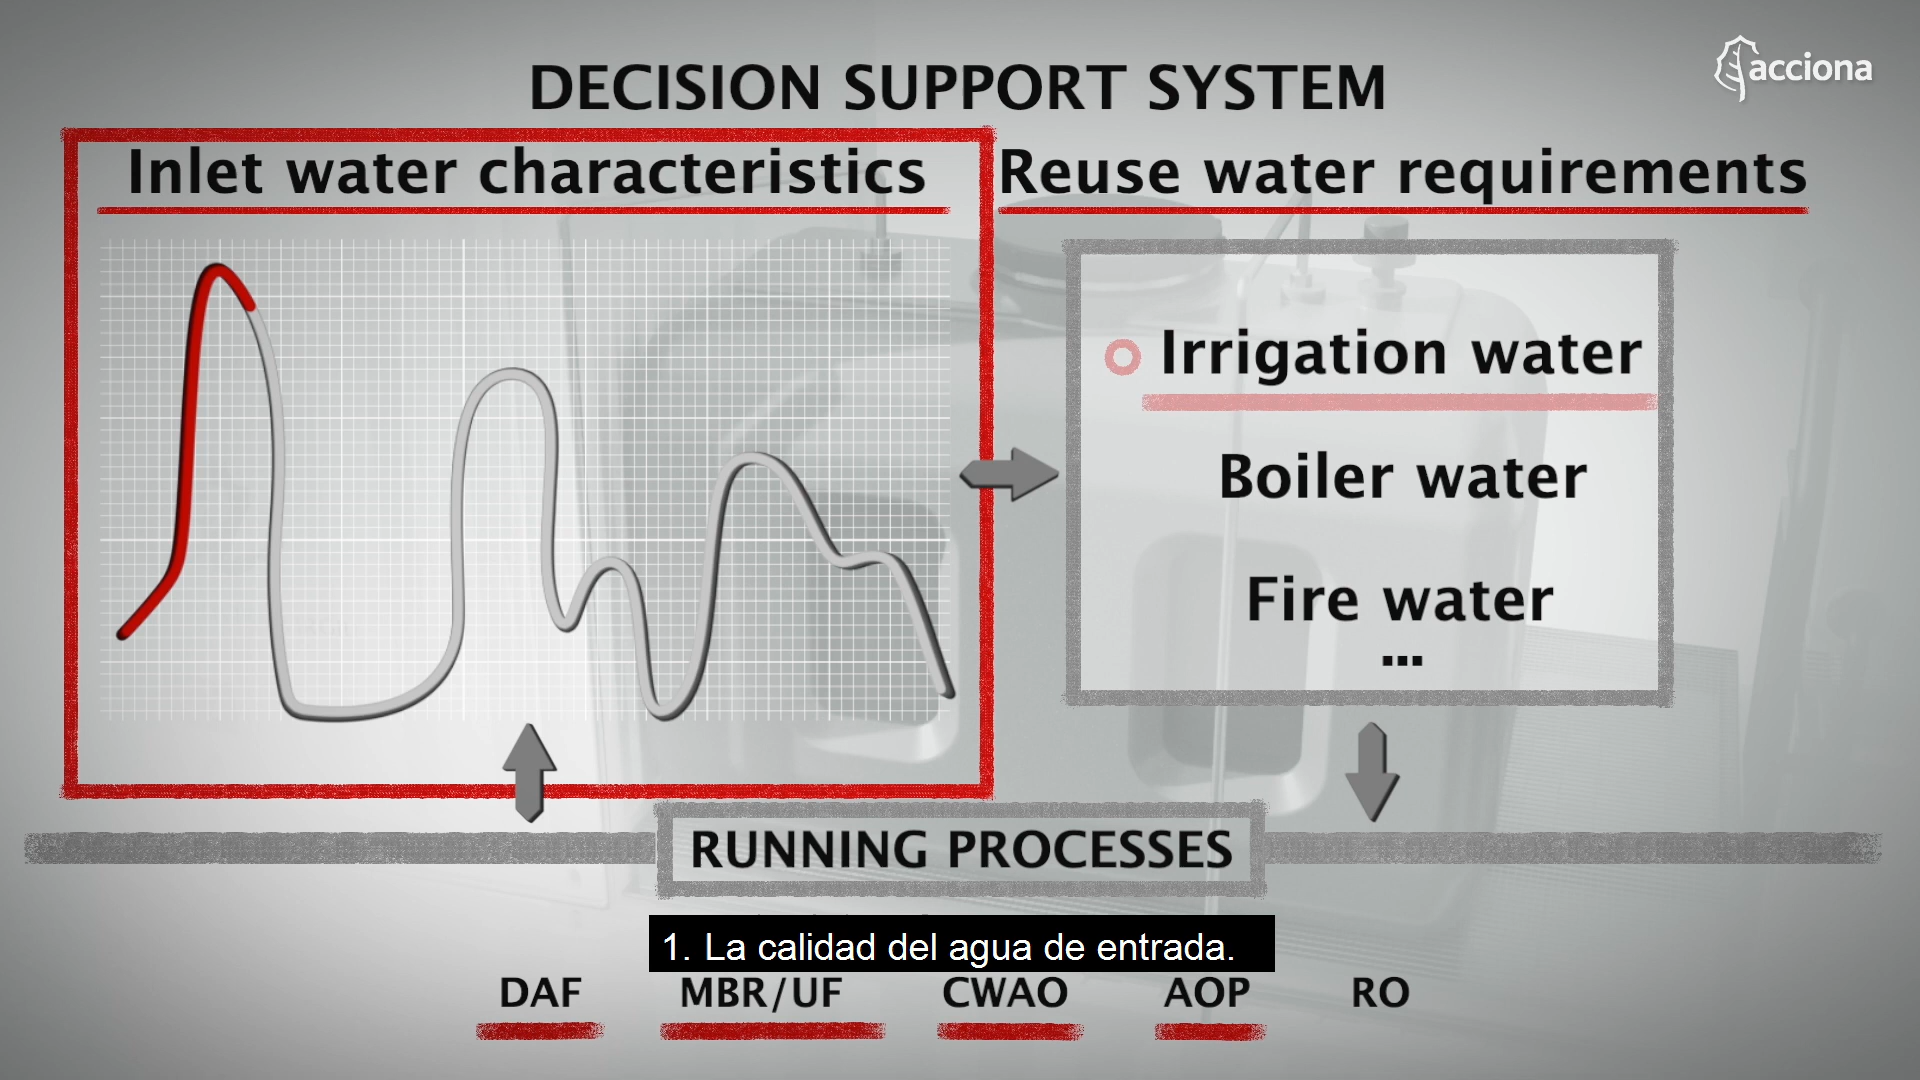 acciona
DECISION SUPPORT SYSTEM
Inlet water characteristics
Reuse water requirements
Irrigation water
Boiler water
Fire water
...
RUNNING PROCESSES
1. La calidad del agua de entrada.
DAF MBR/UF CWAO AOP RO